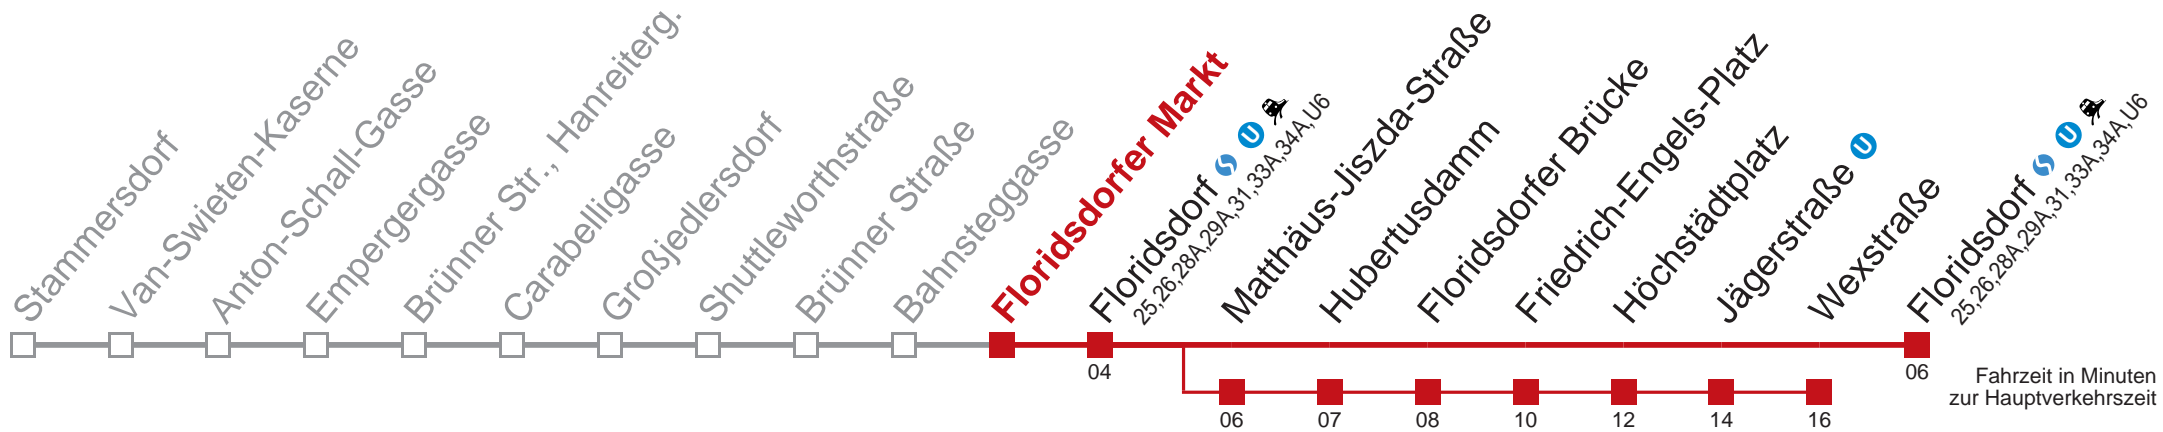 Stammersdorf
Van-Swieten-Kaserne
Anton-Schall-Gasse
Empergergasse
Brünner Str., Hanreiterg.
Carabelligasse
Großjedlersdorf
Shuttleworthstraße
Brünner Straße
Bahnsteggasse
Floridsdorfer Markt
Floridsdorf S U
25,26,28A,29A,31,33A,34A,U6
Matthäus-Jiszda-Straße
Hubertusdamm
Floridsdorfer Brücke
Friedrich-Engels-Platz
Höchstädtplatz
Jägerstraße U
Wexstraße
Floridsdorf S U
25,26,28A,29A,31,33A,34A,U6
04
06
06
07
08
10
12
14
16
Fahrzeit in Minuten
zur Hauptverkehrszeit